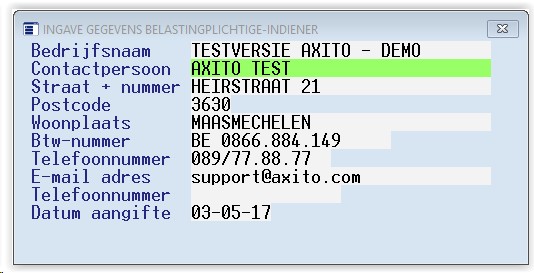 INGAVE GEGEVENS BELASTINGPLICHTIGE-INDIENER
Bedrijfsnaam TESTVERSIE AXITO - DEMO
Contactpersoon AXITO TEST
Straat + nummer HEIRSTRAAT 21
Postcode 3630
Woonplaats MAASMECHELEN
Btw-nummer BE 0866.884.149
Telefoonnummer 089/77.88.77
E-mail adres support@axito.com
Telefoonnummer
Datum aangifte 03-05-17